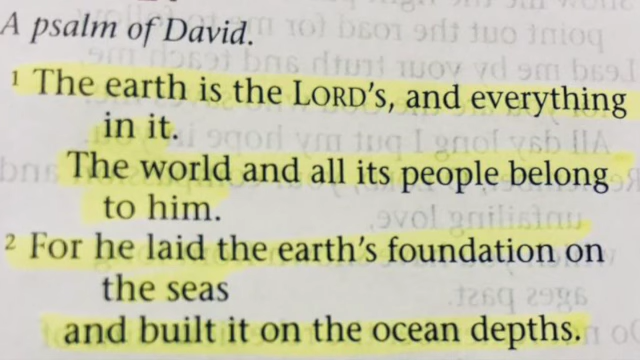 A psalm of David.
1 The earth is the LORD's, and everything
in it.
The world and all its people belong
to him.
2 For he laid the earth's foundation on
the seas
and built it on the ocean depths.